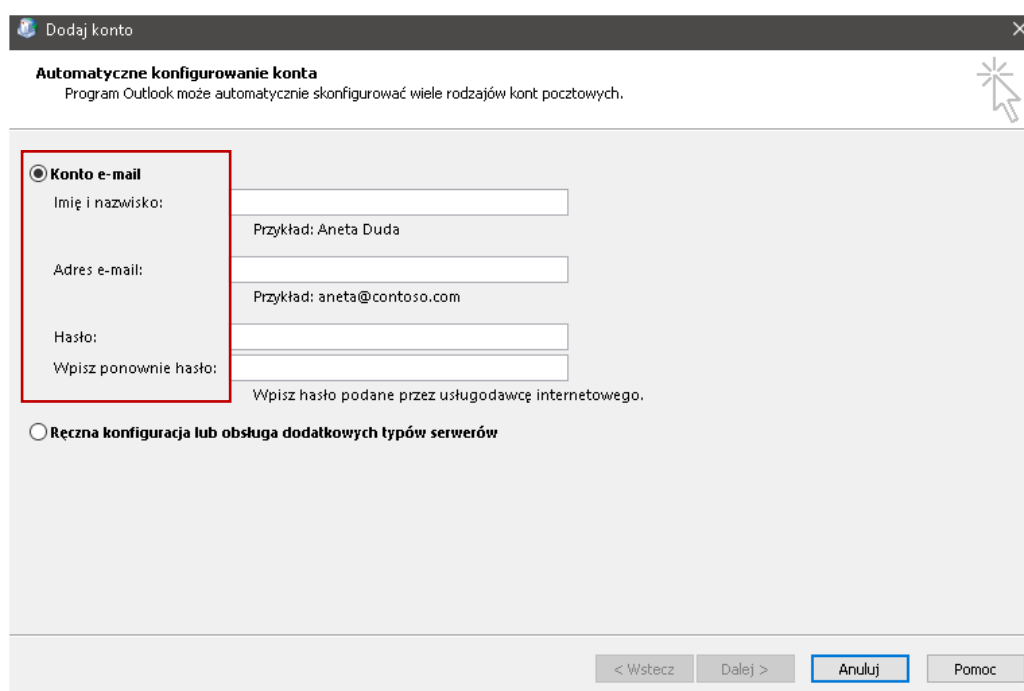 Dodaj konto
Automatyczne konfigurowanie konta
Program Outlook może automatycznie skonfigurować wiele rodzajów kont pocztowych.
Konto e-mail
Imię i nazwisko:
Przykład: Aneta Duda
Adres e-mail:
Przykład: aneta@contoso.com
Hasło:
Wpisz ponownie hasło:
Wpisz hasło podane przez usługodawcę internetowego.
Ręczna konfiguracja lub obsługa dodatkowych typów serwerów
< Wstecz Dalej > Anuluj Pomoc